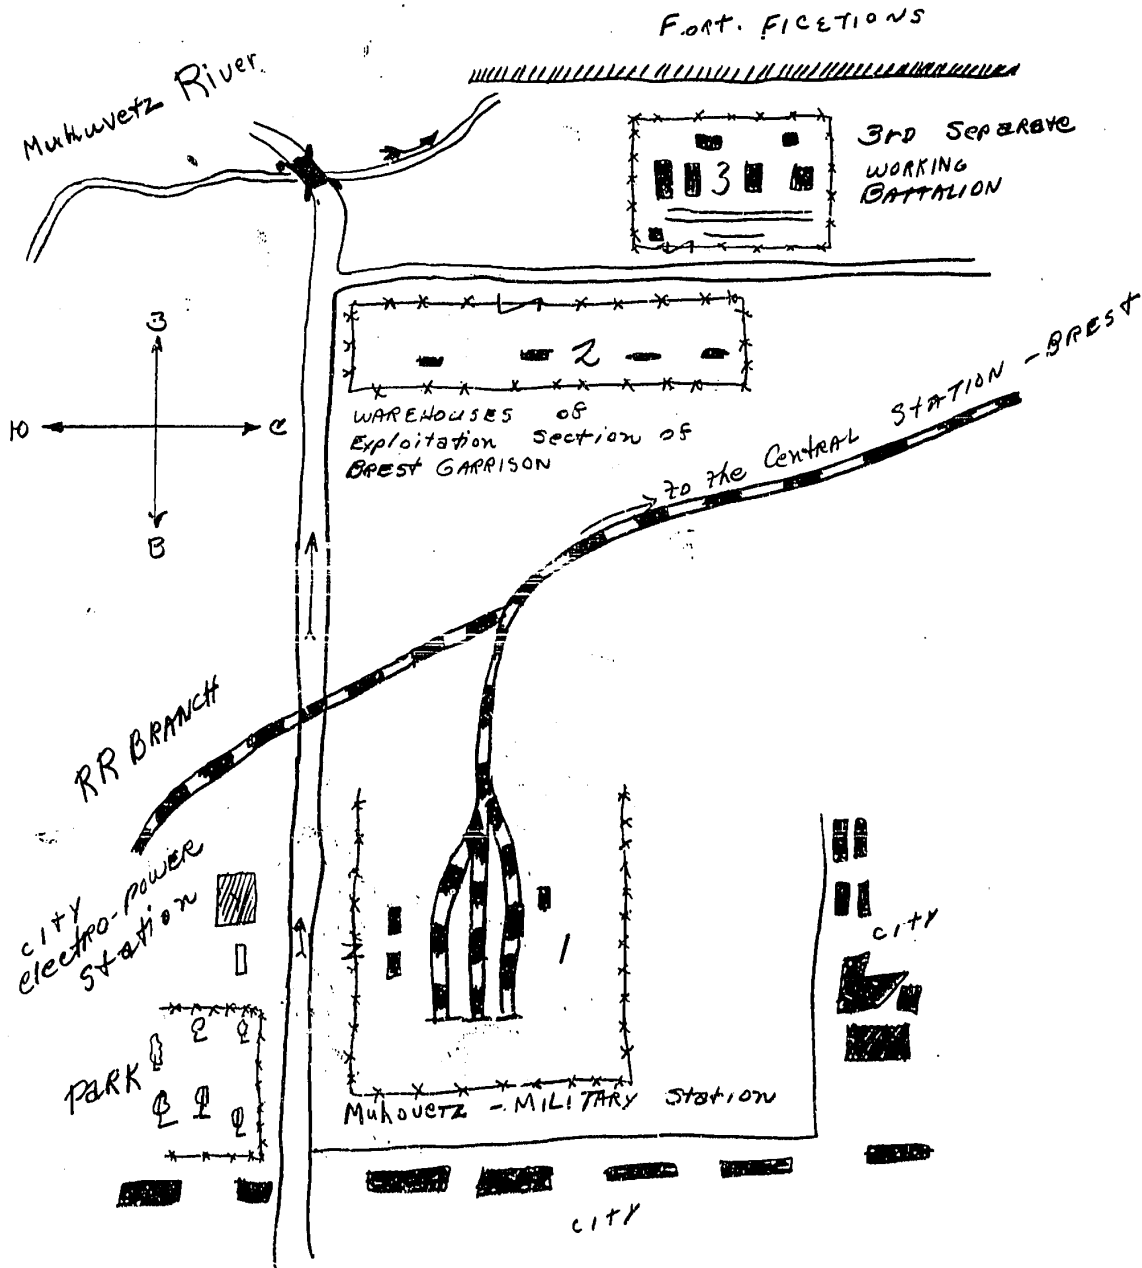 FORT. FICETIONS
Muhuvetz River
3RD SEPARATE
WORKING
BATTALION
3
З
Ю
С
В
2
WAREHOUSES of
Exploitation section of
BREST GARRISON
to the CENTRAL STATION - BREST
RR BRANCH
city
electro-power
station
city
1
PARK
Muhovetz - MILITARY Station
city